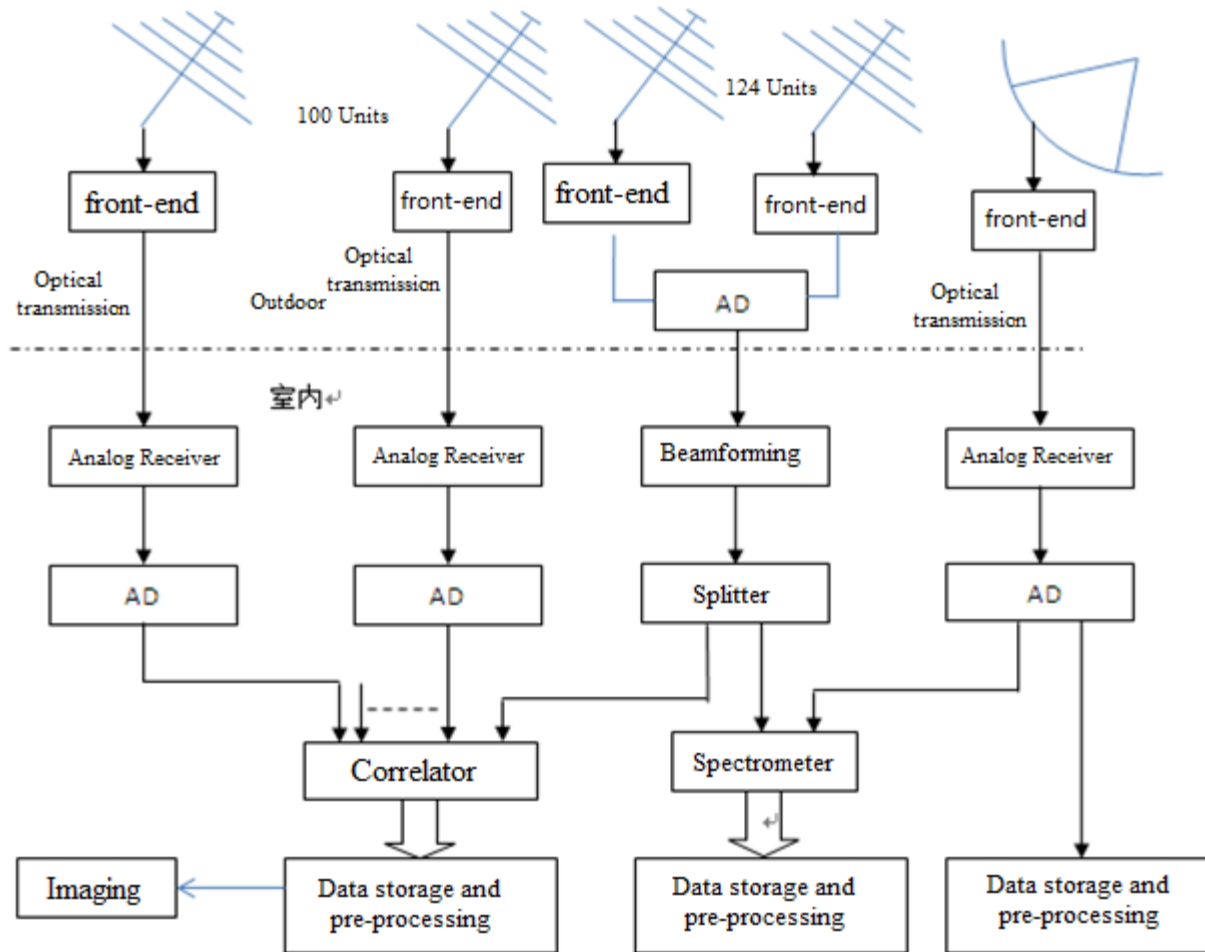 100 Units
124 Units
front-end
front-end
front-end
front-end
front-end
Optical
transmission
Outdoor
Optical
transmission
AD
Optical
transmission
室内↵
Analog Receiver
Analog Receiver
Beamforming
Analog Receiver
AD
AD
Splitter
AD
Correlator
Spectrometer
↵
Imaging
Data storage and
pre-processing
Data storage and
pre-processing
Data storage and
pre-processing